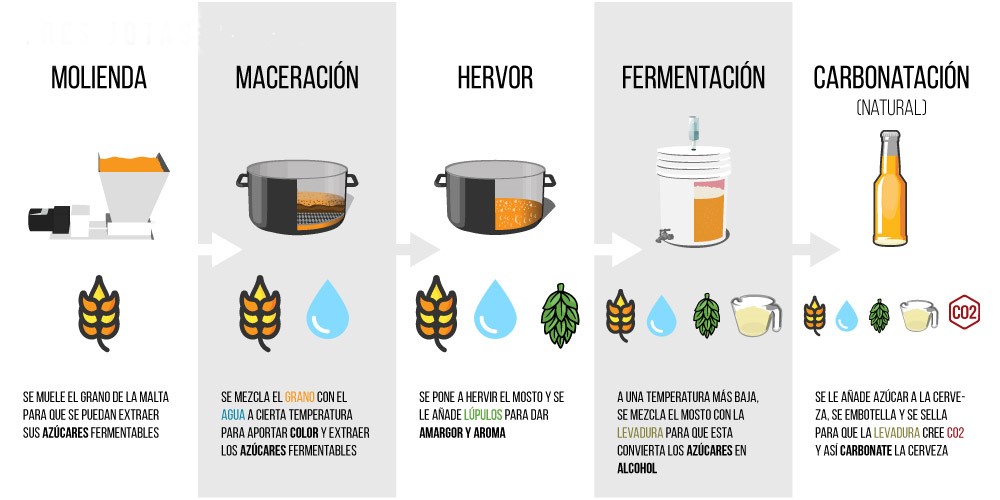 MOLIENDA
SE MUELE EL GRANO DE LA MALTA
PARA QUE SE PUEDAN EXTRAER
SUS AZÚCARES FERMENTABLES
MACERACIÓN
SE MEZCLA EL GRANO CON EL
AGUA A CIERTA TEMPERATURA
PARA APORTAR COLOR Y EXTRAER
LOS AZÚCARES FERMENTABLES
HERVOR
SE PONE A HERVIR EL MOSTO Y SE
LE AÑADE LÚPULOS PARA DAR
AMARGOR Y AROMA
FERMENTACIÓN
A UNA TEMPERATURA MÁS BAJA,
SE MEZCLA EL MOSTO CON LA
LEVADURA PARA QUE ESTA
CONVIERTA LOS AZÚCARES EN
ALCOHOL
CARBONATACIÓN
(NATURAL)
CO2
SE LE AÑADE AZÚCAR A LA CERVE-
ZA, SE EMBOTELLA Y SE SELLA
PARA QUE LA LEVADURA CREE CO2
Y ASÍ CARBONATE LA CERVEZA